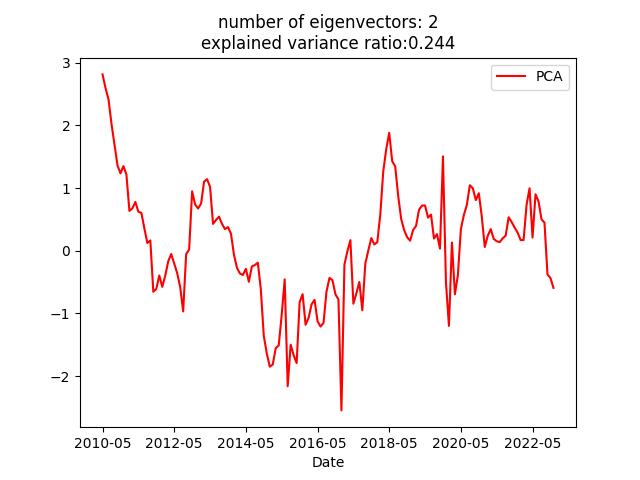 number of eigenvectors: 2
explained variance ratio:0.244
PCA
3
2
1
0
−1
−2
2010-05 2012-05 2014-05 2016-05 2018-05 2020-05 2022-05
Date